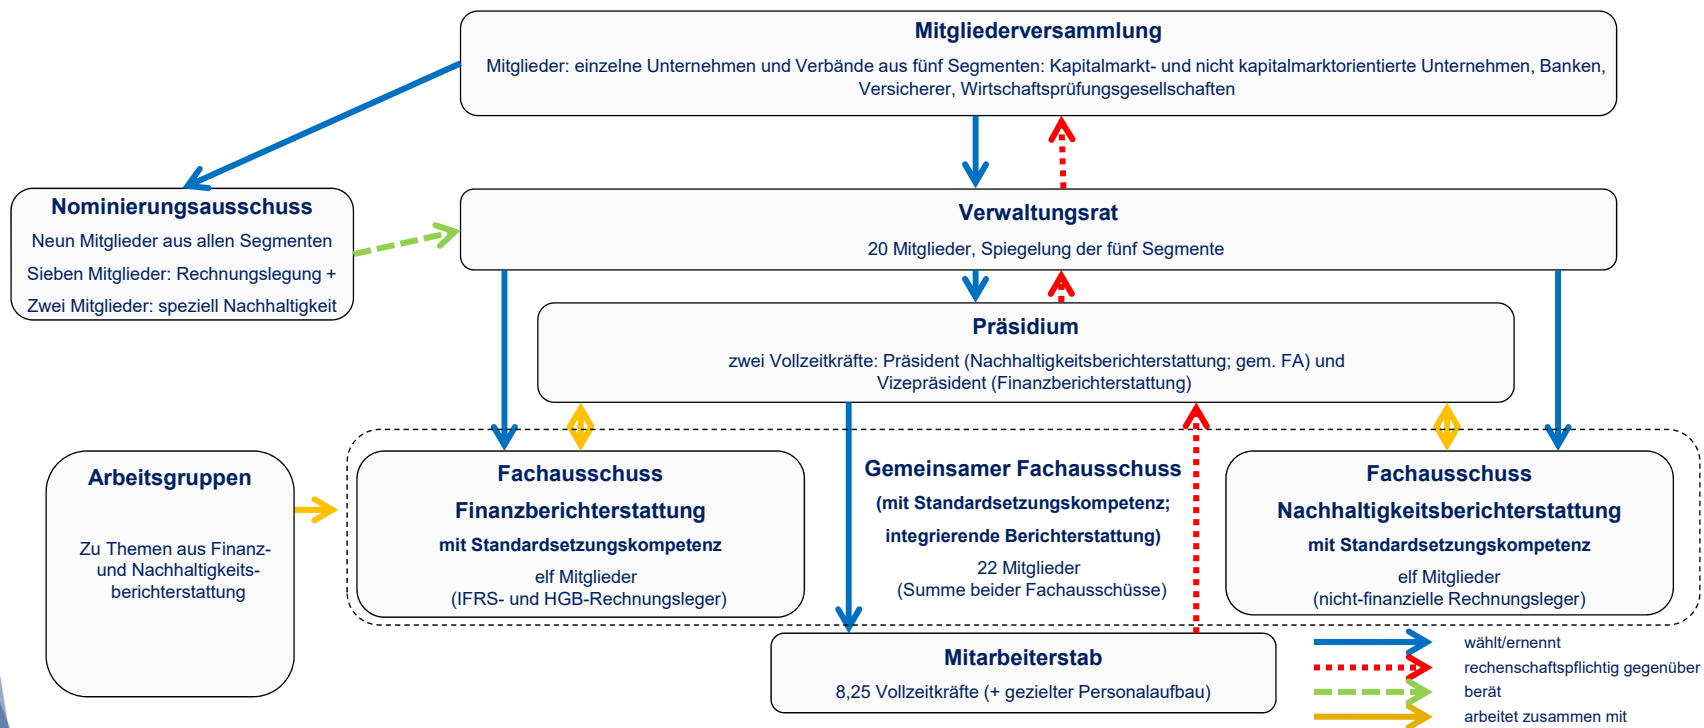 Mitgliederversammlung
Mitglieder: einzelne Unternehmen und Verbände aus fünf Segmenten: Kapitalmarkt- und nicht kapitalmarktorientierte Unternehmen, Banken,
Versicherer, Wirtschaftsprüfungsgesellschaften
Nominierungsausschuss
Neun Mitglieder aus allen Segmenten
Sieben Mitglieder: Rechnungslegung +
Zwei Mitglieder: speziell Nachhaltigkeit
Verwaltungsrat
20 Mitglieder, Spiegelung der fünf Segmente
Präsidium
zwei Vollzeitkräfte: Präsident (Nachhaltigkeitsberichterstattung; gem. FA) und
Vizepräsident (Finanzberichterstattung)
Arbeitsgruppen
Zu Themen aus Finanz-
und Nachhaltigkeits-
berichterstattung
Fachausschuss
Finanzberichterstattung
mit Standardsetzungskompetenz
elf Mitglieder
(IFRS- und HGB-Rechnungsleger)
Gemeinsamer Fachausschuss
(mit Standardsetzungskompetenz;
integrierende Berichterstattung)
22 Mitglieder
(Summe beider Fachausschüsse)
Fachausschuss
Nachhaltigkeitsberichterstattung
mit Standardsetzungskompetenz
elf Mitglieder
(nicht-finanzielle Rechnungsleger)
Mitarbeiterstab
8,25 Vollzeitkräfte (+ gezielter Personalaufbau)
wählt/ernennt
rechenschaftspflichtig gegenüber
berät
arbeitet zusammen mit